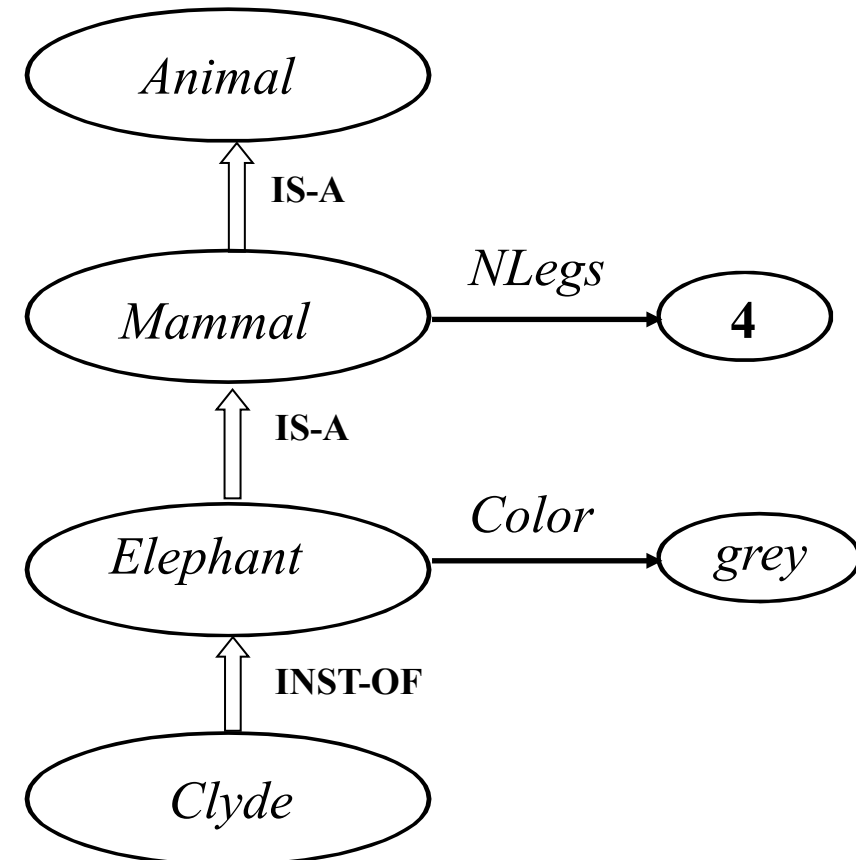 Animal
IS-A
NLegs
Mammal
4
IS-A
Color
Elephant
grey
INST-OF
Clyde